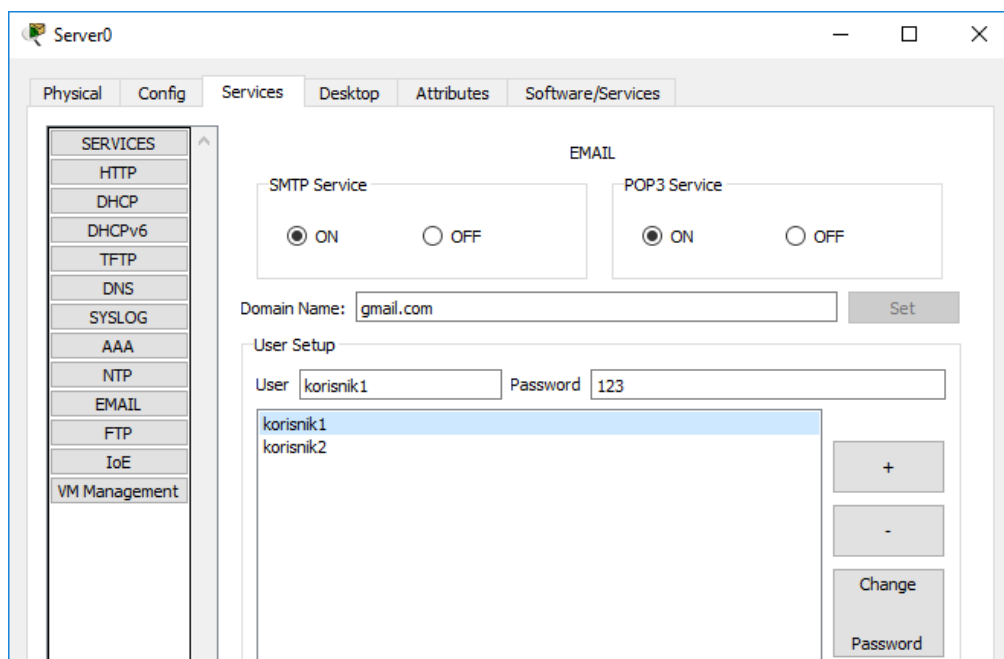 Server0
Physical Config Services Desktop Attributes Software/Services
SERVICES
HTTP
DHCP
DHCPv6
TFTP
DNS
SYSLOG
AAA
NTP
EMAIL
FTP
IoE
VM Management
EMAIL
SMTP Service
ON OFF
POP3 Service
ON OFF
Domain Name: gmail.com Set
User Setup
User korisnik1 Password 123
korisnik1
korisnik2
+
-
Change
Password